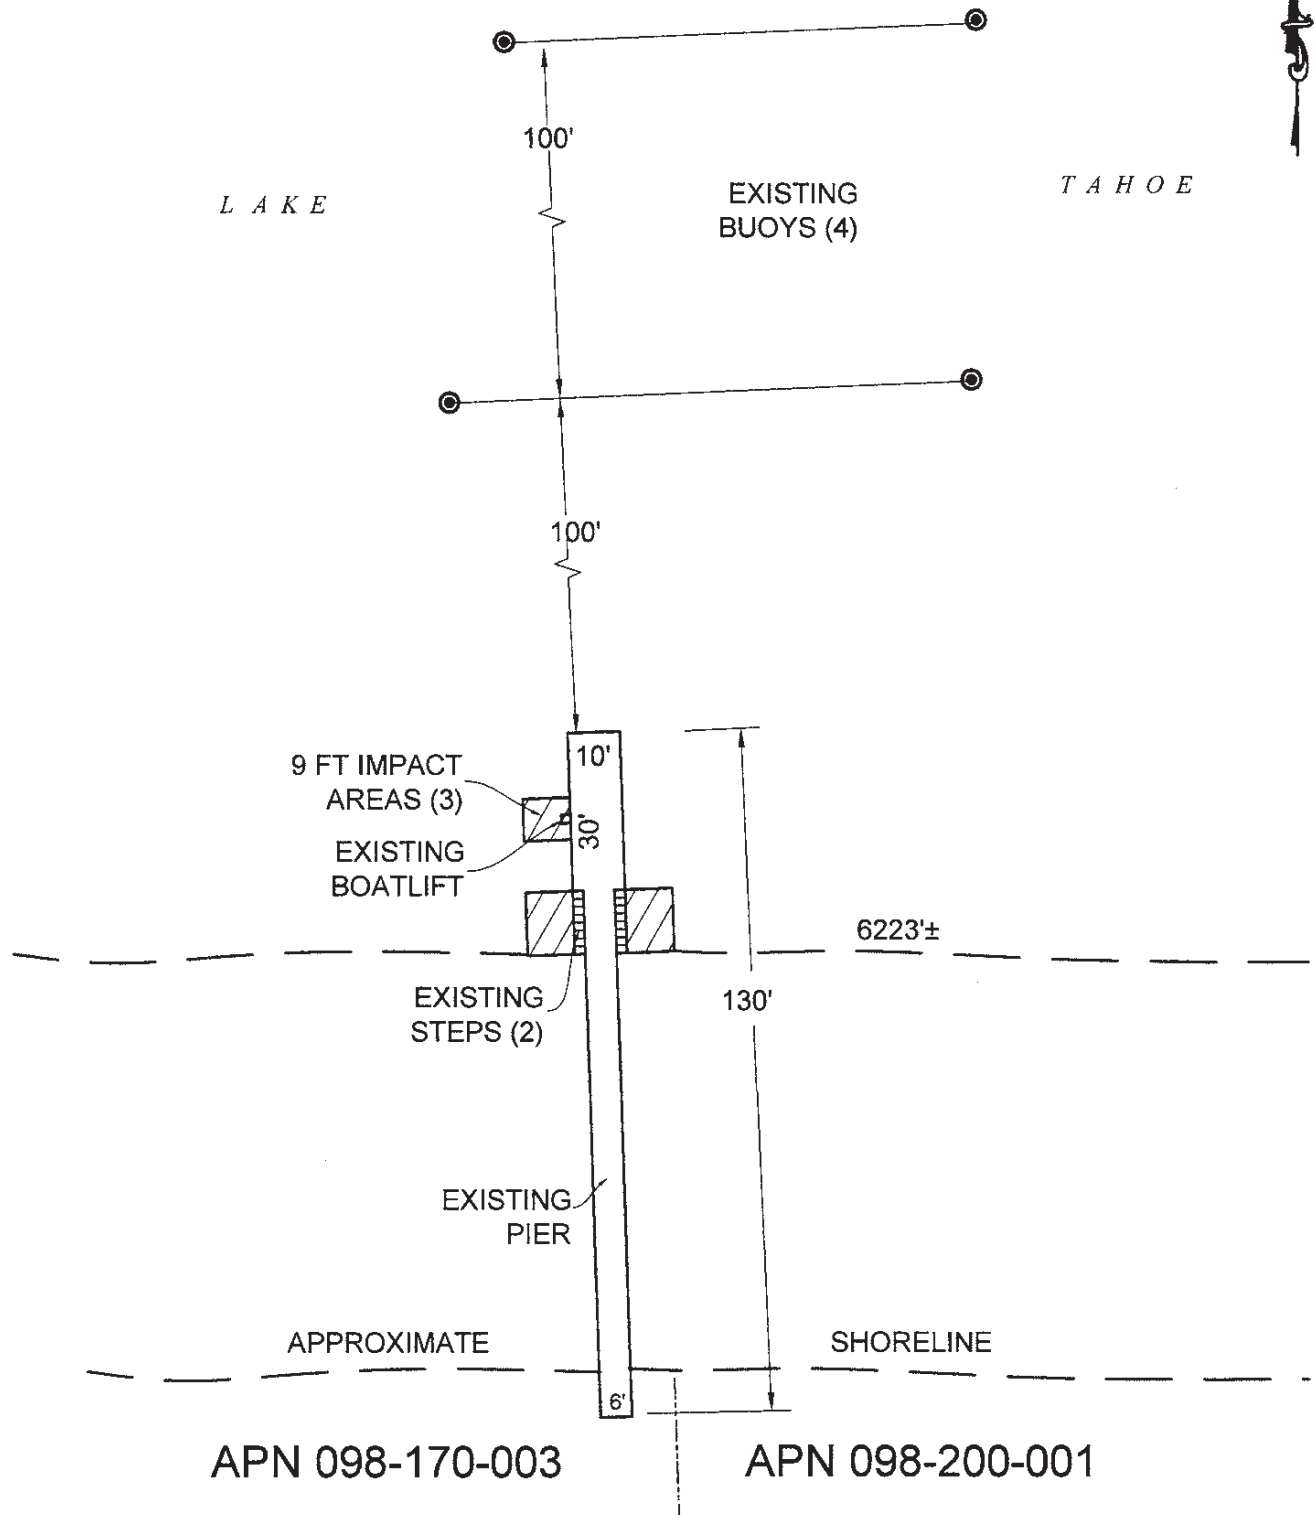 100'
LAKE
EXISTING
BUOYS (4)
TAHOE
100'
10'
9 FT IMPACT
AREAS (3)
30'
EXISTING
BOATLIFT
6223'±
EXISTING
STEPS (2)
130'
EXISTING
PIER
APPROXIMATE
SHORELINE
6'
APN 098-170-003
APN 098-200-001